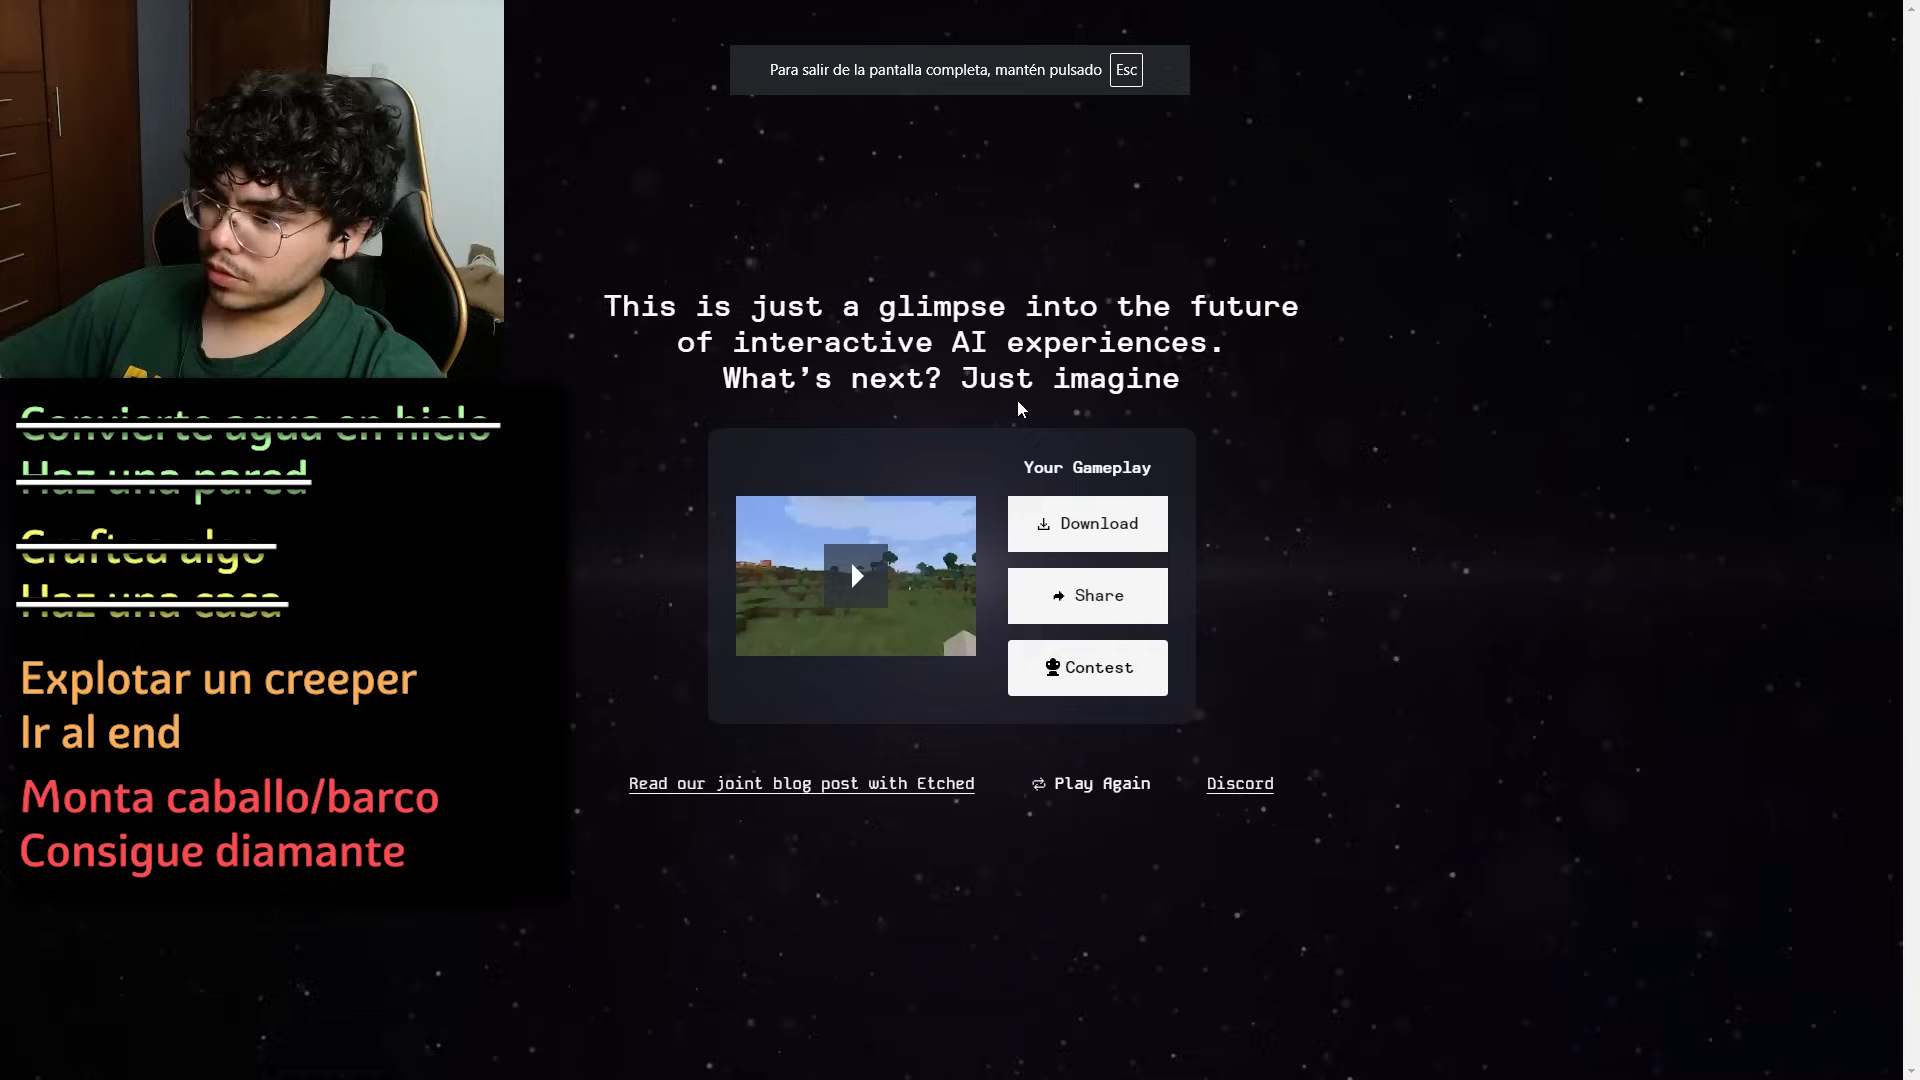 Para salir de la pantalla completa, mantén pulsado Esc
This is just a glimpse into the future
of interactive AI experiences.
What's next? Just imagine
Your Gameplay
Download
Share
Contest
Read our joint blog post with Etched
Play Again
Discord
Convierte agua en hielo
Haz una pared
Craftea algo
Haz una casa
Explotar un creeper
Ir al end
Monta caballo/barco
Consigue diamante